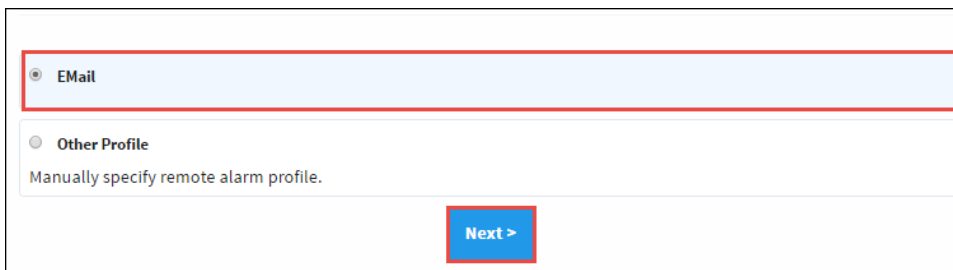 EMail
Other Profile
Manually specify remote alarm profile.
Next >